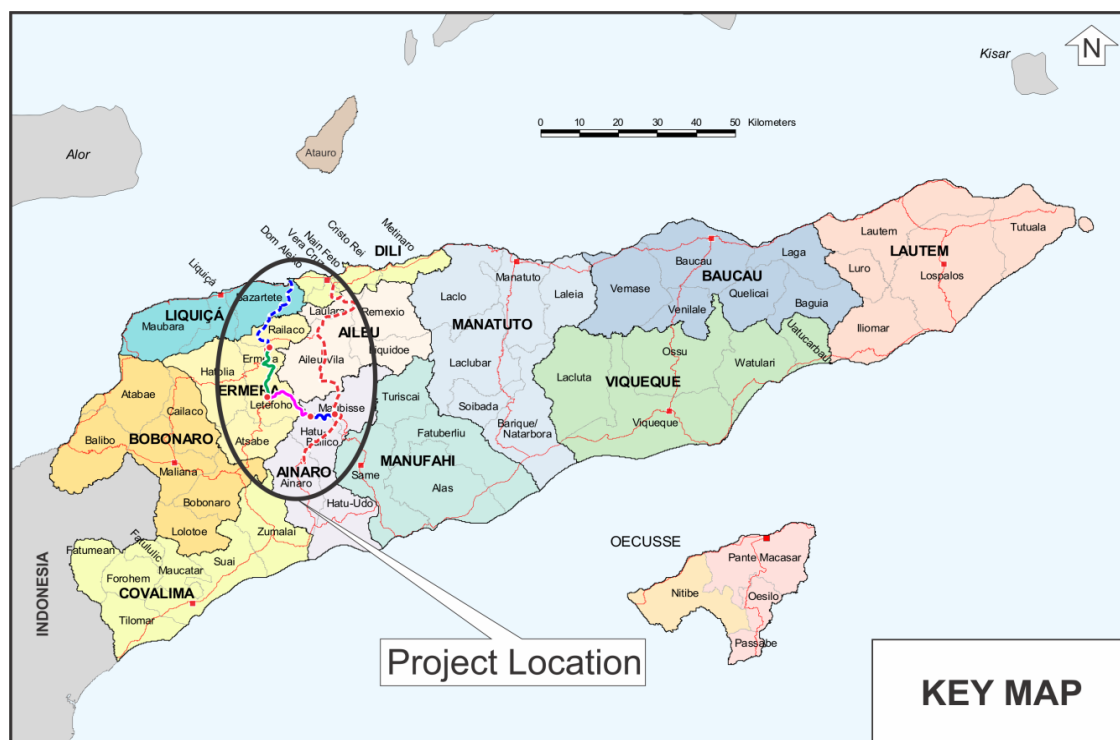 N
Kisar
0 10 20 30 40 50 Kilometers
Alor
Atauro
Metinaro
Cristo Rei
Nain Feto
Vera Cruz
Dom Aleixo
DILI
Liquiçá
Bazartete
LIQUIÇÁ
Maubara
Laulara
Remexio
AILEU
Liquidoe
Aileu Vila
Railaco
Ermera
Hatolia
ERMERA
Letefoho
Atsabe
Maubisse
Hatu
Builico
AINARO
Ainaro
Hatu-Udo
Turiscai
Fatuberliu
MANUFAHI
Same
Alas
Manatuto
Laclo
Laleia
MANATUTO
Laclubar
Soibada
Barique/
Natarbora
Baucau
Laga
BAUCAU
Vemase
Quelicai
Venilale
Baguia
Uatucarbau
Ossu
Watulari
Lacluta
VIQUEQUE
Viqueque
Lautem
Tutuala
LAUTEM
Luro
Lospalos
Iliomar
Atabae
Cailaco
Balibo
BOBONARO
Maliana
Bobonaro
Lolotoe
Zumalai
Fatumean
Fatululic
Suai
Maucatar
Forohem
COVALIMA
Tilomar
INDONESIA
OECUSSE
Pante Macasar
Nitibe
Oesilo
Passabe
Project Location
KEY MAP